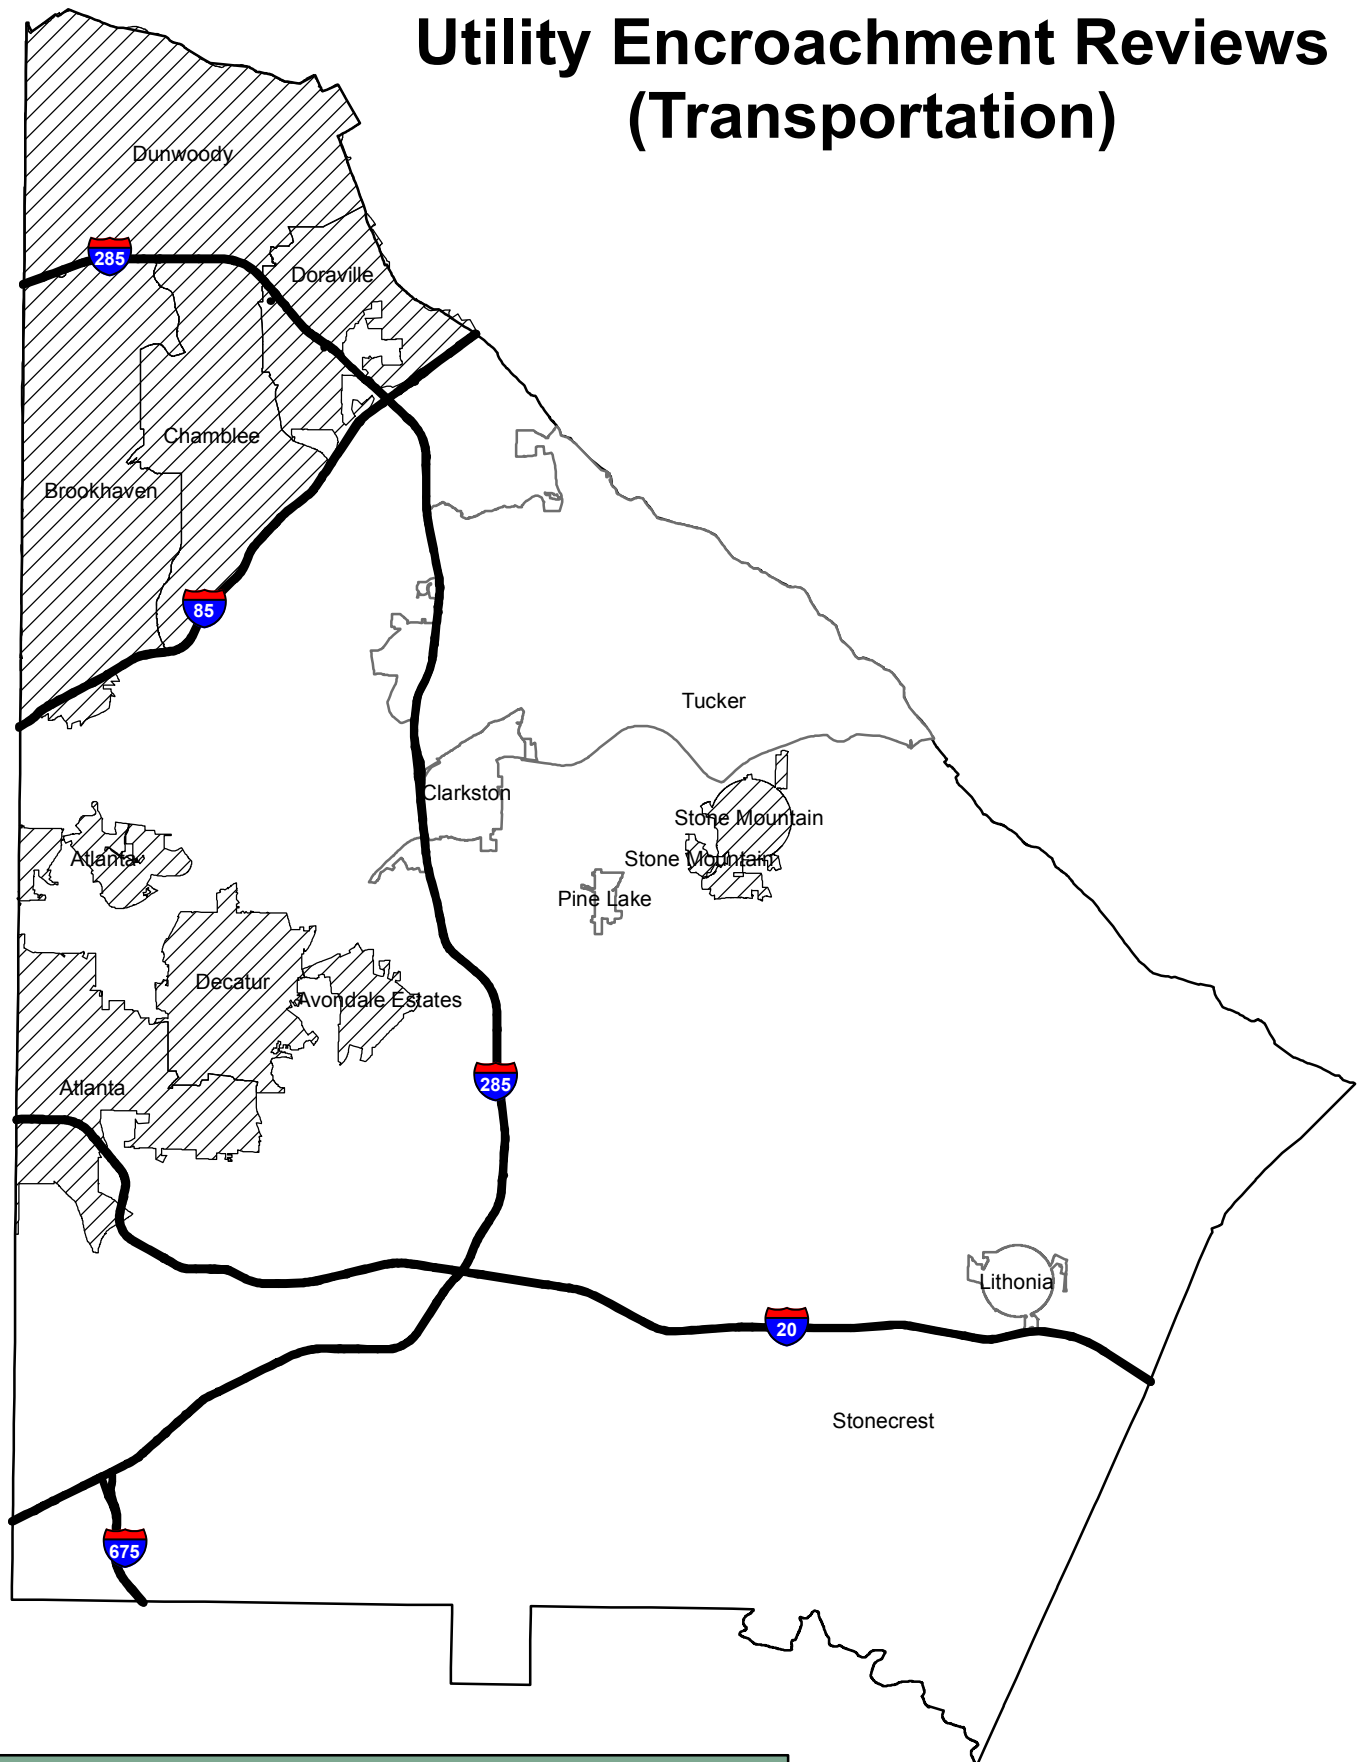 Utility Encroachment Reviews
(Transportation)
Dunwoody
285
Doraville
Chamblee
Brookhaven
85
Tucker
Clarkston
Stone Mountain
Atlanta
Stone Mountain
Pine Lake
Decatur
Avondale Estates
285
Atlanta
Lithonia
20
Stonecrest
675